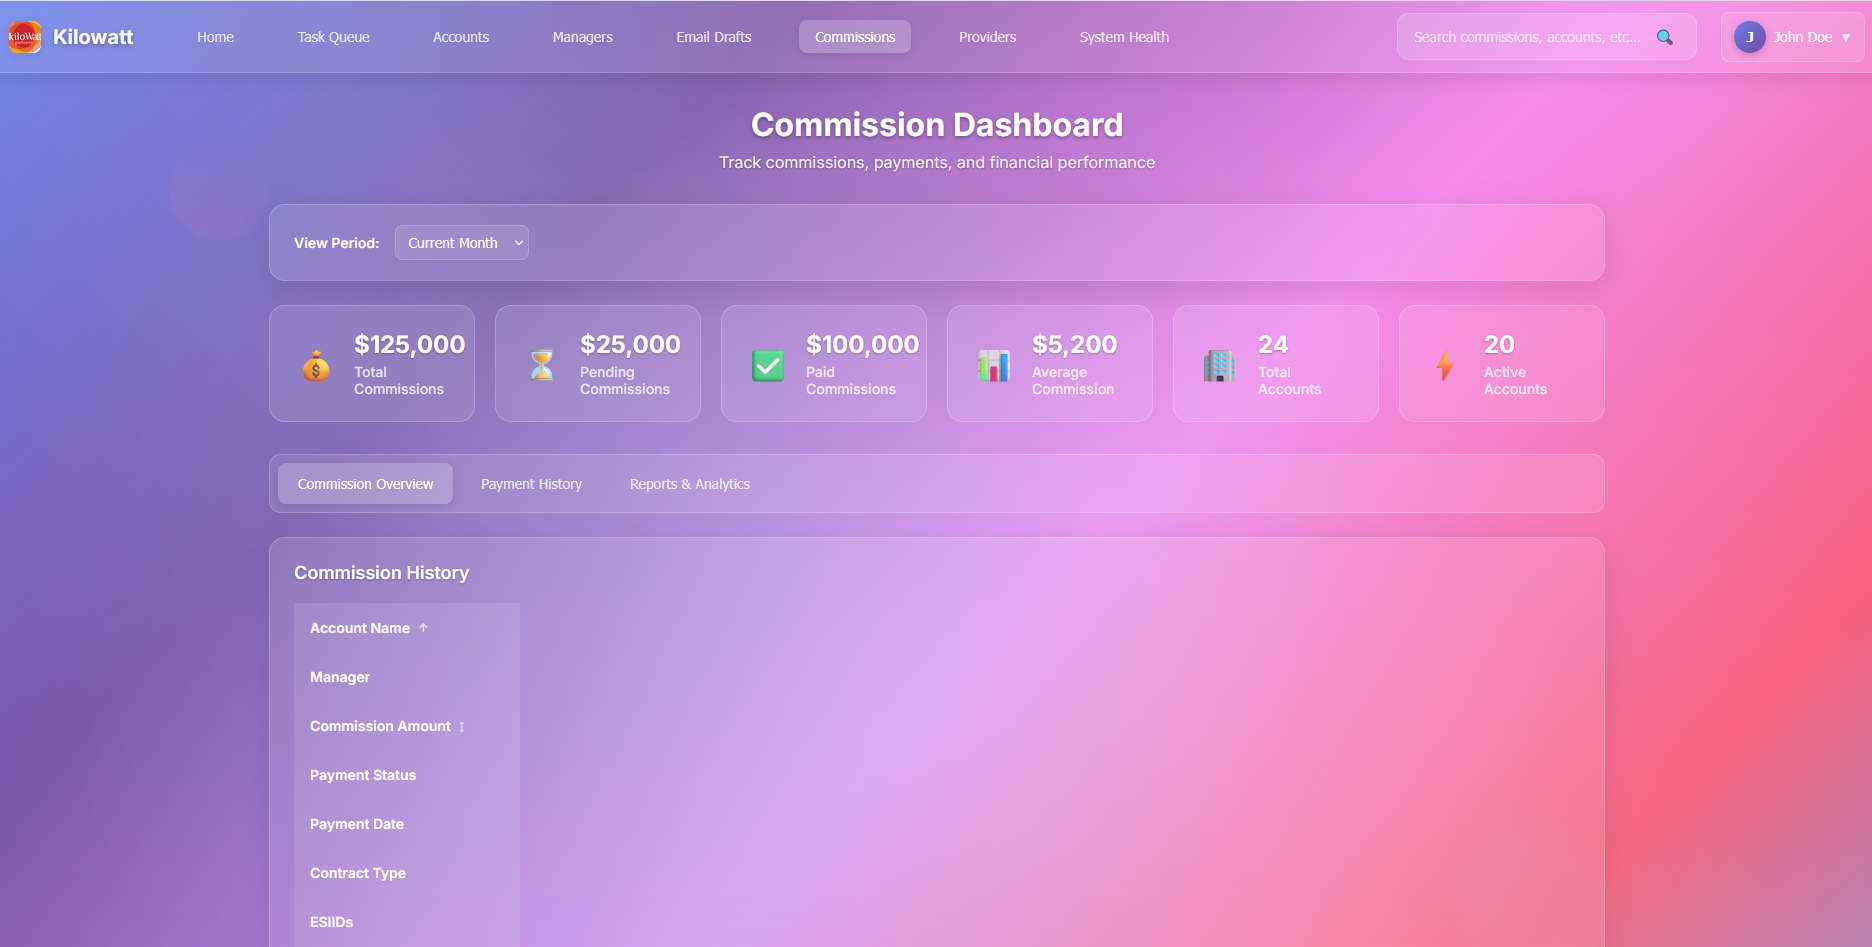 kiloWatt
Kilowatt
Home
Task Queue
Accounts
Managers
Email Drafts
Commissions
Providers
System Health
Search commissions, accounts, etc...
J
John Doe
Commission Dashboard
Track commissions, payments, and financial performance
View Period:
Current Month
$125,000
Total
Commissions
$25,000
Pending
Commissions
$100,000
Paid
Commissions
$5,200
Average
Commission
24
Total
Accounts
20
Active
Accounts
Commission Overview
Payment History
Reports & Analytics
Commission History
Account Name ↑
Manager
Commission Amount ↕
Payment Status
Payment Date
Contract Type
ESIIDs